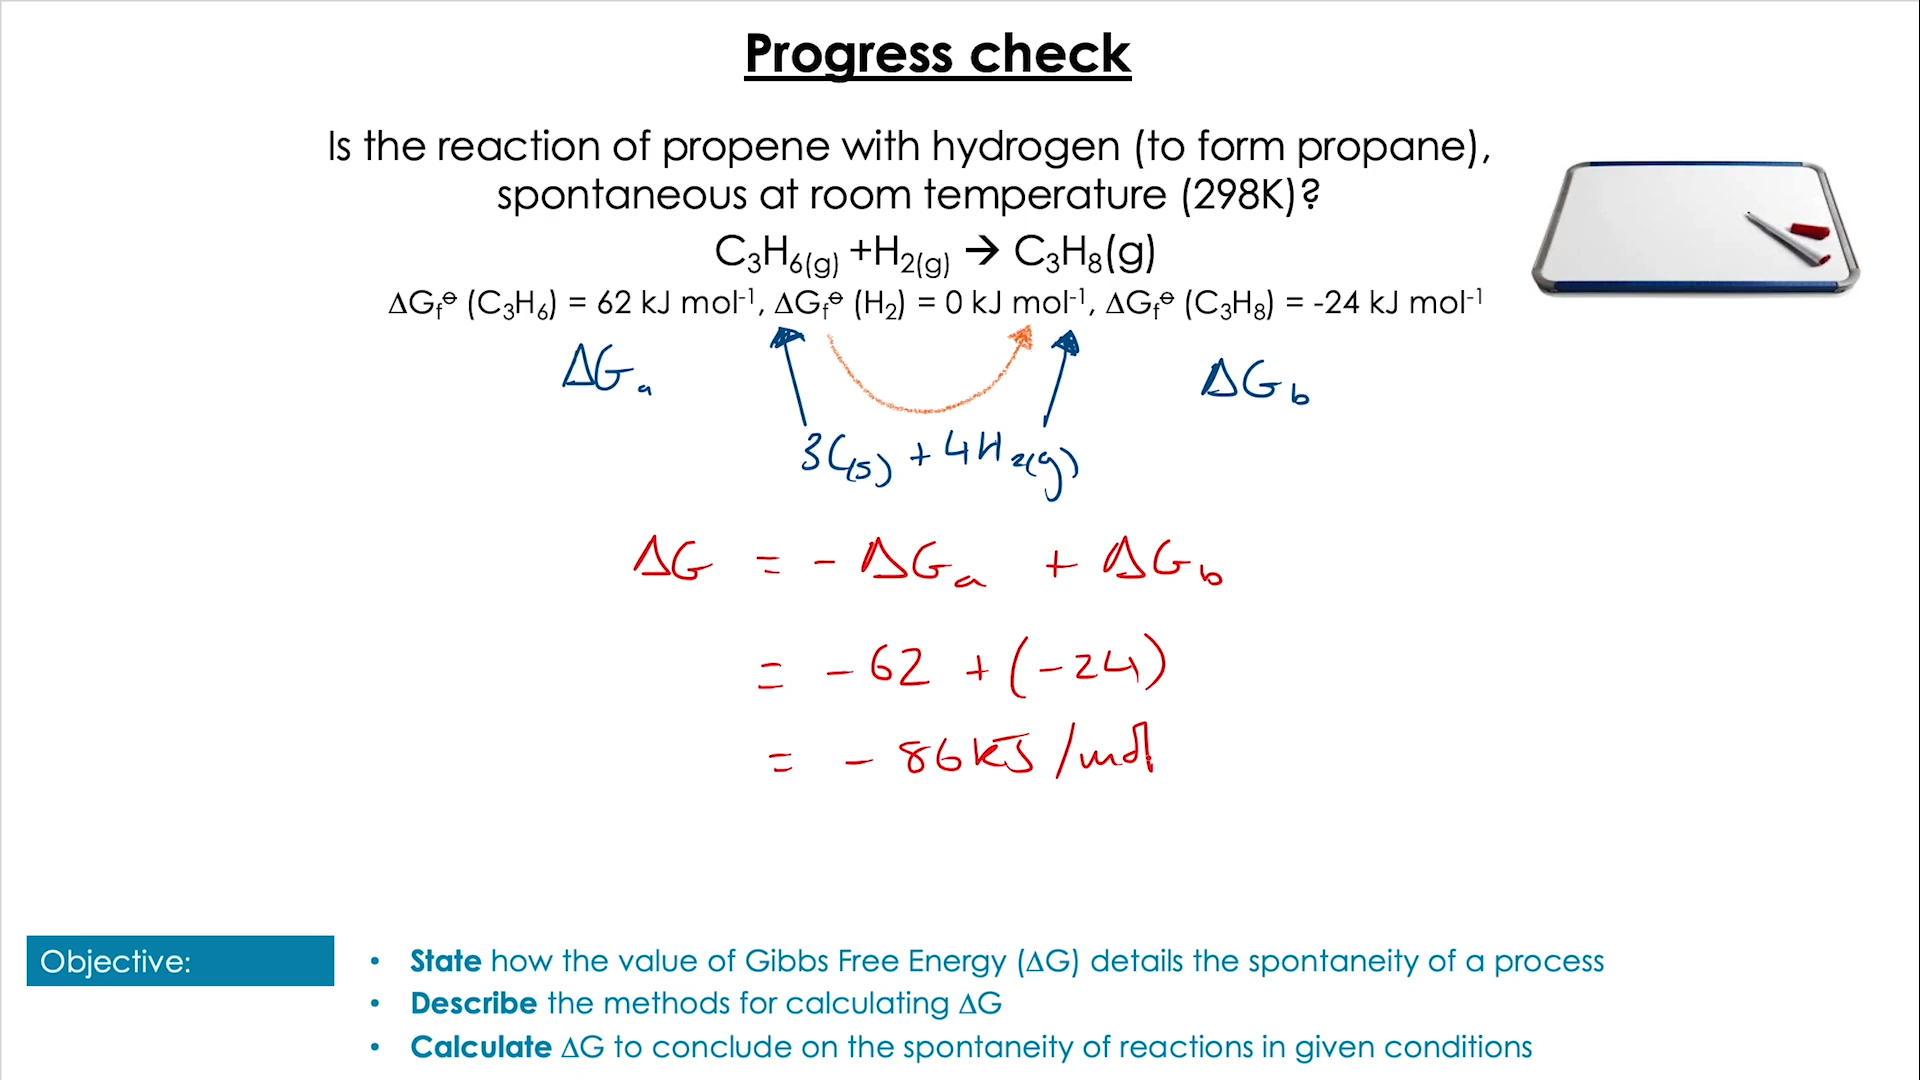 Progress check
Is the reaction of propene with hydrogen (to form propane),
spontaneous at room temperature (298K)?
C₃H₆₍g₎ +H₂₍g₎ → C₃H₈(g)
ΔGf⦵ (C₃H₆) = 62 kJ mol⁻¹, ΔGf⦵ (H₂) = 0 kJ mol⁻¹, ΔGf⦵ (C₃H₈) = -24 kJ mol⁻¹
ΔGₐ
ΔG_b
3C(s) + 4H₂(g)
ΔG = - ΔGₐ + ΔG_b
= - 62 + (-24)
= - 86kJ/mol
Objective:
• State how the value of Gibbs Free Energy (ΔG) details the spontaneity of a process
• Describe the methods for calculating ΔG
• Calculate ΔG to conclude on the spontaneity of reactions in given conditions